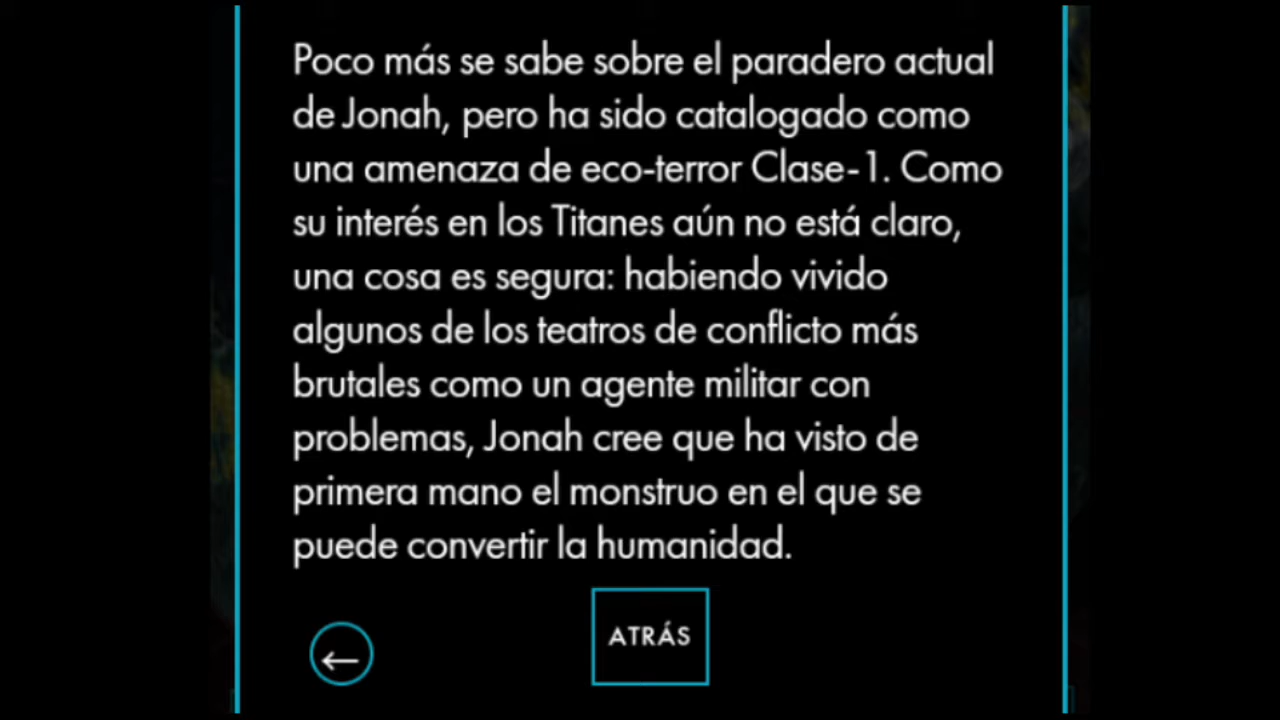 Poco más se sabe sobre el paradero actual
de Jonah, pero ha sido catalogado como
una amenaza de eco-terror Clase-1. Como
su interés en los Titanes aún no está claro,
una cosa es segura: habiendo vivido
algunos de los teatros de conflicto más
brutales como un agente militar con
problemas, Jonah cree que ha visto de
primera mano el monstruo en el que se
puede convertir la humanidad.
ATRÁS